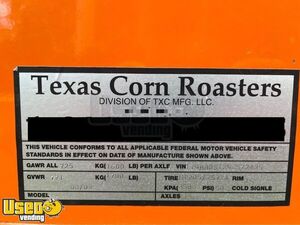 Texas Corn Roasters
DIVISION OF TXC MFG. LLC.
THIS VEHICLE CONFORMS TO ALL APPLICABLE FEDERAL MOTOR VEHICLE SAFETY
STANDARDS IN EFFECT ON DATE OF MANUFACTURE SHOWN ABOVE.
GAWR ALL KG( LB) PER AXLE VIN
GVWR KG( LB) TIRE RIM
KPA( PSI) COLD SIGNLE
MODEL AXLES
Used
vending